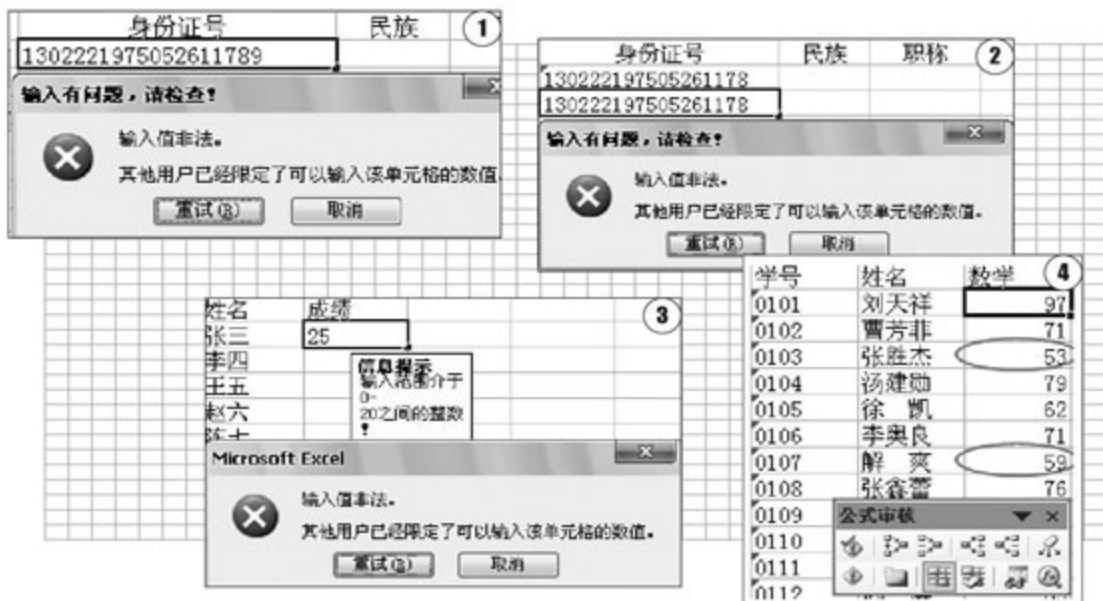 身份证号 民族 1
1302221975052611789
输入有问题，请检查！
输入值非法。
其他用户已经限定了可以输入该单元格的数值
重试(R) 取消
身份证号 民族 职称 2
130222197505261178
130222197505261178
输入有问题，请检查！
输入值非法。
其他用户已经限定了可以输入该单元格的数值。
重试(R) 取消
姓名 成绩 3
张三 25
李四
王五
赵六
信息提示
输入范围介于
0-
20之间的整数
！
Microsoft Excel
输入值非法。
其他用户已经限定了可以输入该单元格的数值。
重试(R) 取消
学号 姓名 数学 4
0101 刘天祥 97
0102 曹芳非 71
0103 张胜杰 53
0104 汤建勋 79
0105 徐 凯 62
0106 李奥良 71
0107 解 爽 59
0108 张鑫蕾 76
0109
0110
0111
0112
公式审核